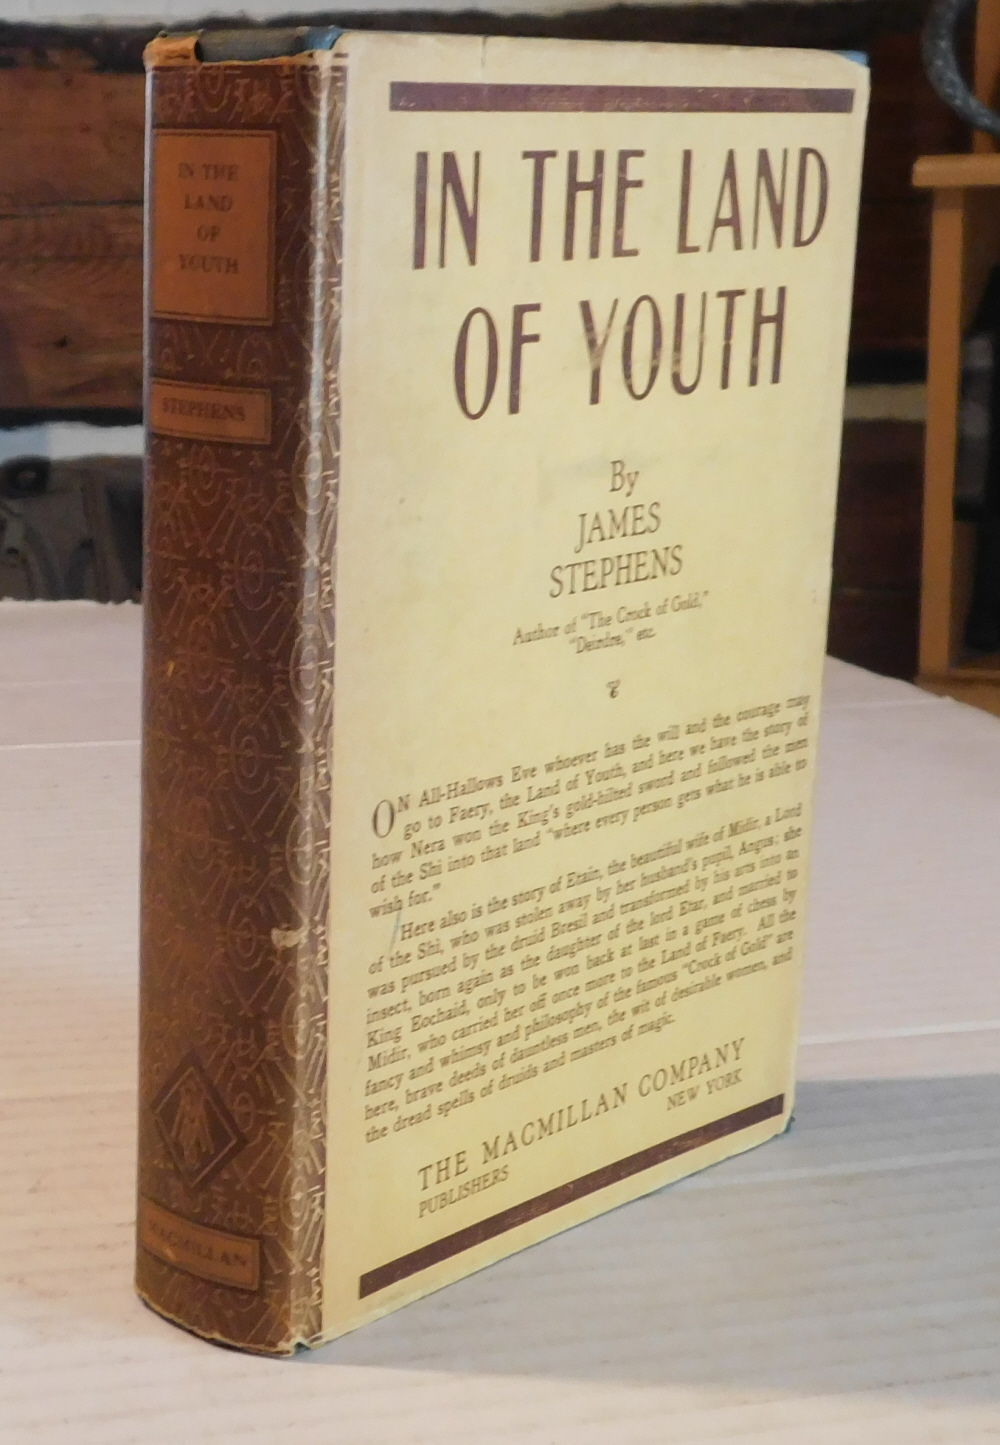 IN THE
LAND
OF
YOUTH
STEPHENS
MACMILLAN
IN THE LAND
OF YOUTH
By
JAMES
STEPHENS
Author of "The Crock of Gold,"
"Deirdre," etc.
ON All-Hallows Eve whoever has the will and the courage may
go to Faery, the Land of Youth, and here we have the story of
how Nera won the King's gold-hilted sword and followed the men
of the Shi into that land "where every person gets what he is able to
wish for."
Here also is the story of Etain, the beautiful wife of Midir, a Lord
of the Shi, who was stolen away by her husband's pupil, Angus; she
was pursued by the druid Bresil and transformed by his arts into an
insect, born again as the daughter of the lord Etar, and married to
King Eochaid, only to be won back at last in a game of chess by
Midir, who carried her off once more to the Land of Faery. All the
fancy and whimsy and philosophy of the famous "Crock of Gold" are
here, brave deeds of dauntless men, the wit of desirable women, and
the dread spells of druids and masters of magic.
THE MACMILLAN COMPANY
PUBLISHERS NEW YORK